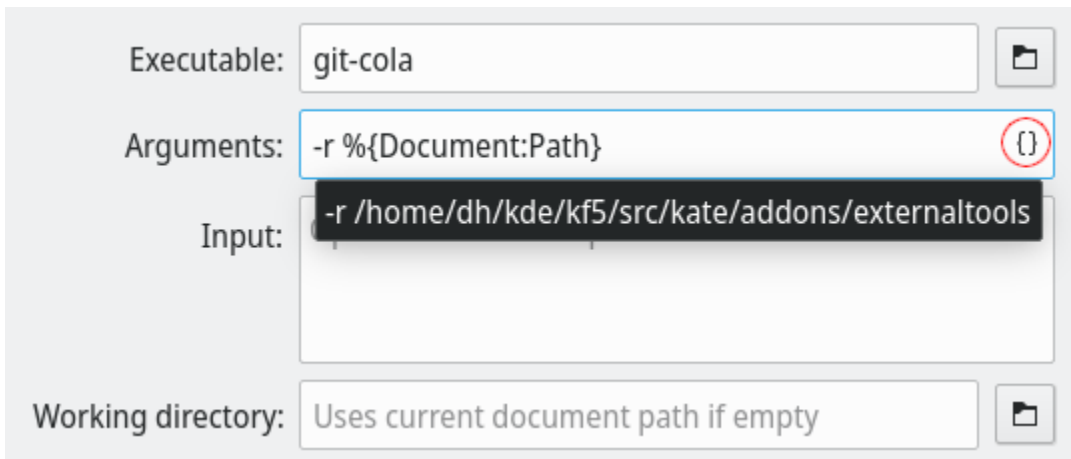 Executable: git-cola
Arguments: -r %{Document:Path} {}
-r /home/dh/kde/kf5/src/kate/addons/externaltools
Input:
Working directory: Uses current document path if empty